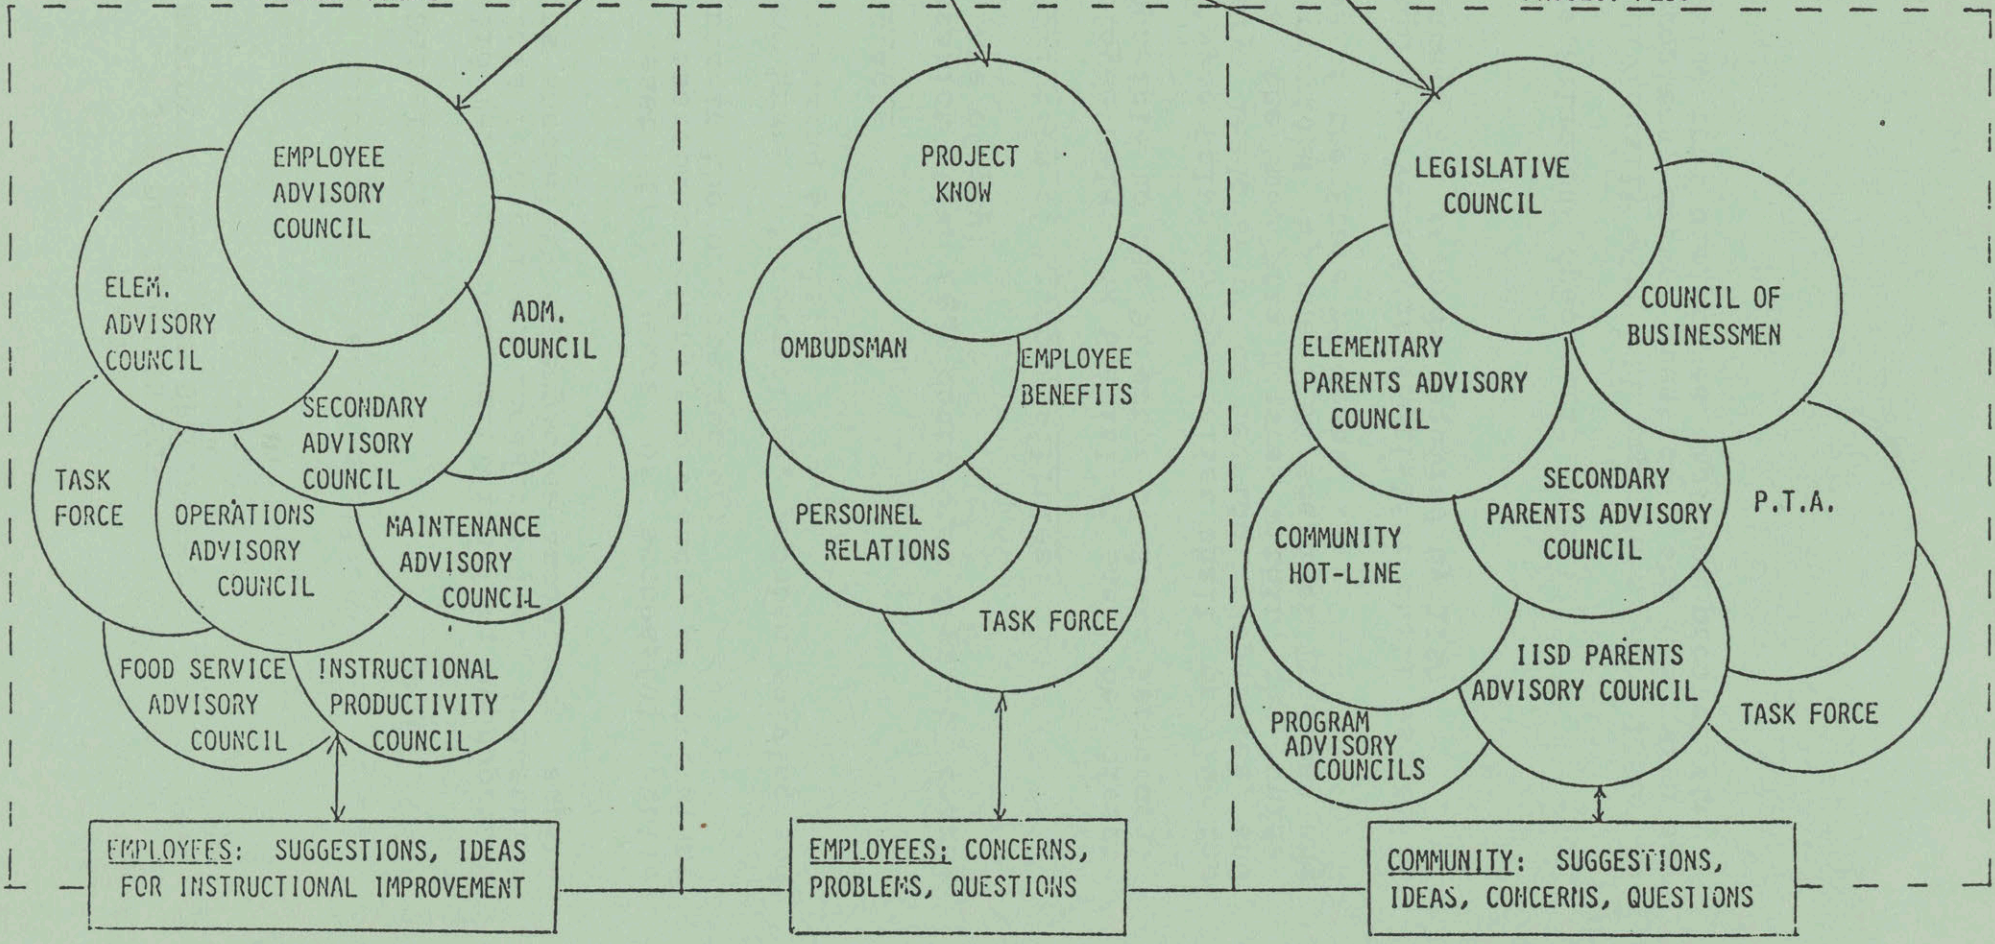 EMPLOYEE
ADVISORY
COUNCIL
ELEM.
ADVISORY
COUNCIL
ADM.
COUNCIL
SECONDARY
ADVISORY
COUNCIL
TASK
FORCE
OPERATIONS
ADVISORY
COUNCIL
MAINTENANCE
ADVISORY
COUNCIL
FOOD SERVICE
ADVISORY
COUNCIL
INSTRUCTIONAL
PRODUCTIVITY
COUNCIL
EMPLOYEES: SUGGESTIONS, IDEAS
FOR INSTRUCTIONAL IMPROVEMENT
PROJECT
KNOW
OMBUDSMAN
EMPLOYEE
BENEFITS
PERSONNEL
RELATIONS
TASK FORCE
EMPLOYEES: CONCERNS,
PROBLEMS, QUESTIONS
LEGISLATIVE
COUNCIL
COUNCIL OF
BUSINESSMEN
ELEMENTARY
PARENTS ADVISORY
COUNCIL
SECONDARY
PARENTS ADVISORY
COUNCIL
P.T.A.
COMMUNITY
HOT-LINE
IISD PARENTS
ADVISORY COUNCIL
TASK FORCE
PROGRAM
ADVISORY
COUNCILS
COMMUNITY: SUGGESTIONS,
IDEAS, CONCERNS, QUESTIONS